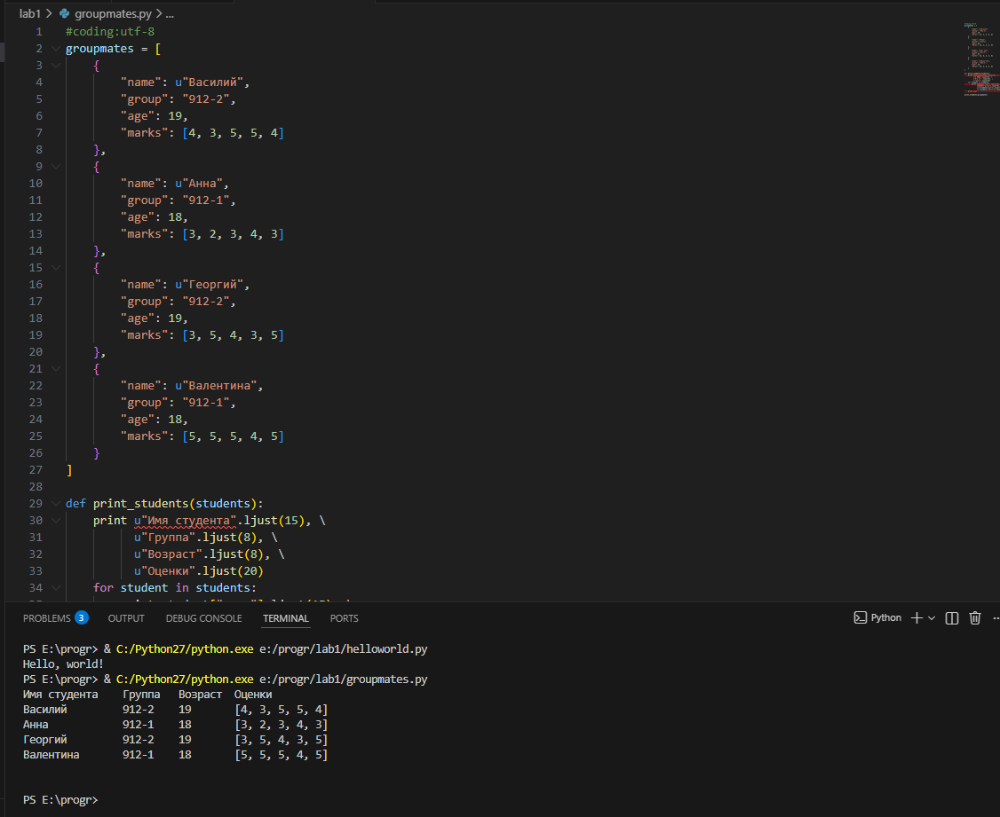 lab1 > groupmates.py > ...
1 #coding:utf-8
2 groupmates = [
3     {
4         "name": u"Василий",
5         "group": "912-2",
6         "age": 19,
7         "marks": [4, 3, 5, 5, 4]
8     },
9     {
10         "name": u"Анна",
11         "group": "912-1",
12         "age": 18,
13         "marks": [3, 2, 3, 4, 3]
14     },
15     {
16         "name": u"Георгий",
17         "group": "912-2",
18         "age": 19,
19         "marks": [3, 5, 4, 3, 5]
20     },
21     {
22         "name": u"Валентина",
23         "group": "912-1",
24         "age": 18,
25         "marks": [5, 5, 5, 4, 5]
26     }
27 ]
28
29 def print_students(students):
30     print u"Имя студента".ljust(15), \
31           u"Группа".ljust(8), \
32           u"Возраст".ljust(8), \
33           u"Оценки".ljust(20)
34     for student in students:
PROBLEMS 3 OUTPUT DEBUG CONSOLE TERMINAL PORTS Python
PS E:\progr> & C:/Python27/python.exe e:/progr/lab1/helloworld.py
Hello, world!
PS E:\progr> & C:/Python27/python.exe e:/progr/lab1/groupmates.py
Имя студента    Группа   Возраст  Оценки
Василий         912-2    19       [4, 3, 5, 5, 4]
Анна            912-1    18       [3, 2, 3, 4, 3]
Георгий         912-2    19       [3, 5, 4, 3, 5]
Валентина       912-1    18       [5, 5, 5, 4, 5]
PS E:\progr>